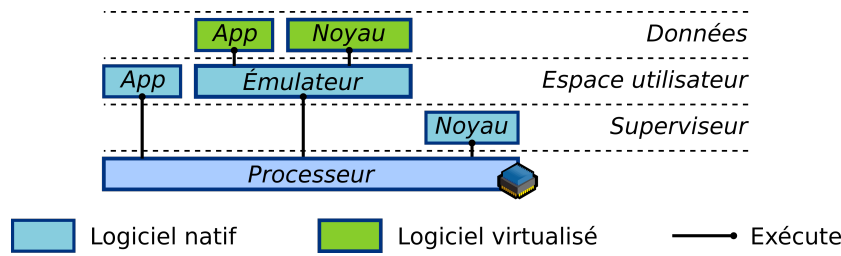 App Noyau Données
App Émulateur Espace utilisateur
Noyau Superviseur
Processeur
Logiciel natif Logiciel virtualisé Exécute